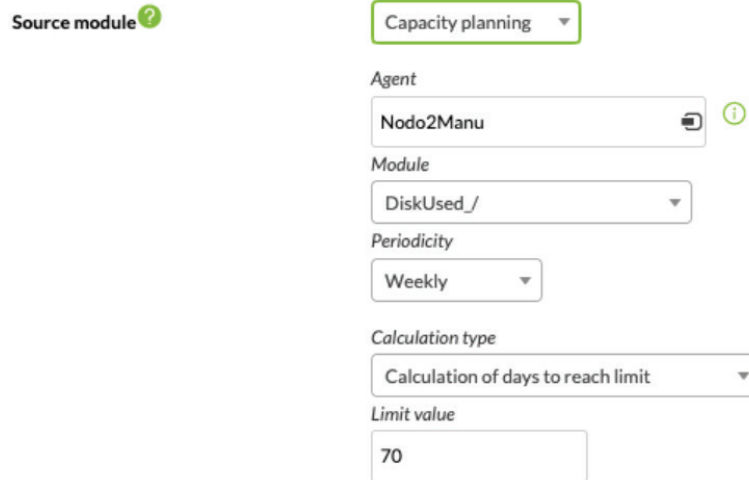 Source module ? Capacity planning
Agent
Nodo2Manu
Module
DiskUsed_/
Periodicity
Weekly
Calculation type
Calculation of days to reach limit
Limit value
70